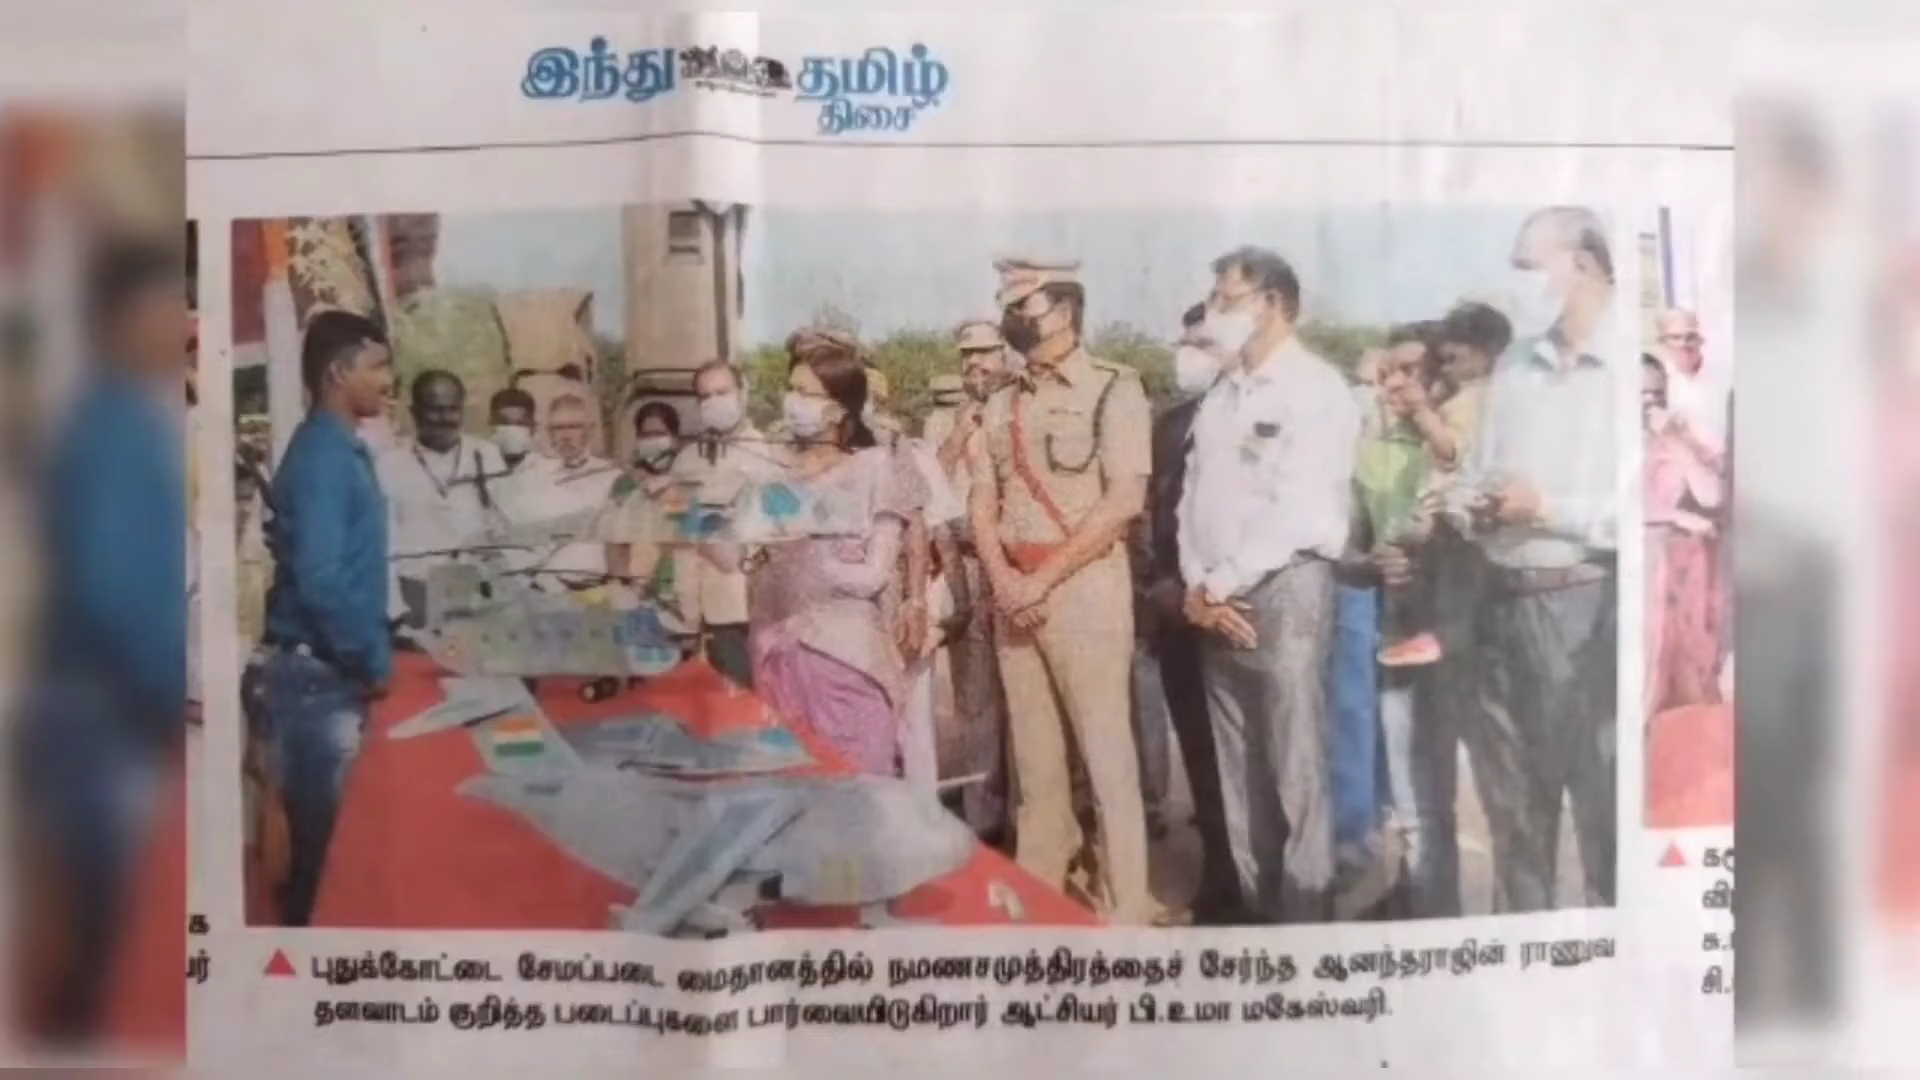 இந்து தமிழ்
திசை
புதுக்கோட்டை சேமப்படை மைதானத்தில் நமணசமுத்திரத்தைச் சேர்ந்த ஆனந்தராஜின் ராணுவ
தளவாடம் குறித்த படைப்புகளை பார்வையிடுகிறார் ஆட்சியர் பி.உமா மகேஸ்வரி.